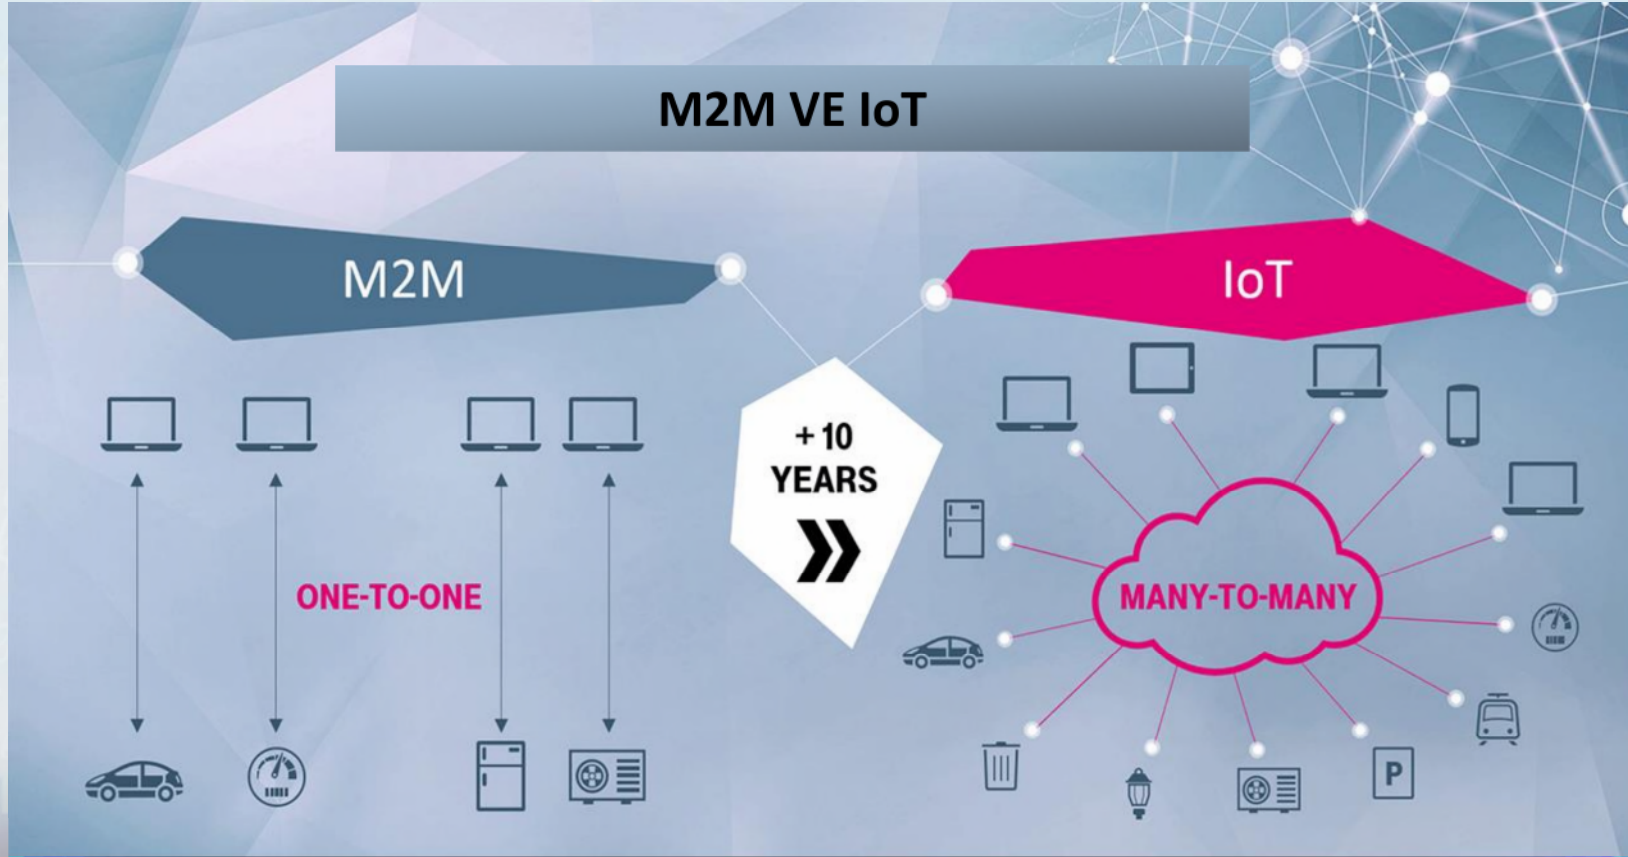 M2M VE IoT
M2M
IoT
+ 10
YEARS
ONE-TO-ONE
MANY-TO-MANY
P